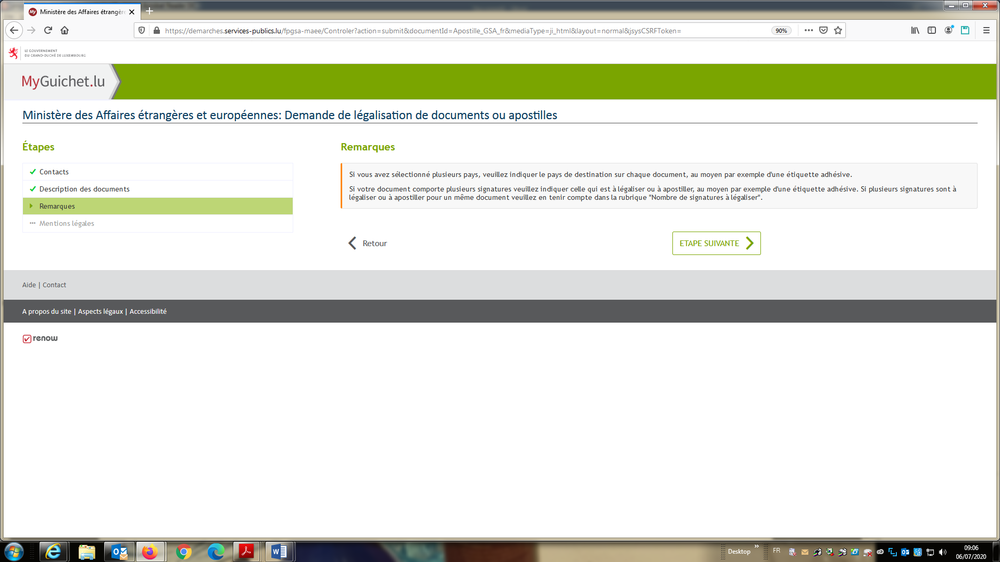 Ministère des Affaires étrangère
https://demarches.services-publics.lu/fpgsa-maee/Controler?action=submit&documentId=Apostille_GSA_fr&mediaType=ji_html&layout=normal&jsysCSRFToken=
90%
LE GOUVERNEMENT
DU GRAND-DUCHÉ DE LUXEMBOURG
MyGuichet.lu
Ministère des Affaires étrangères et européennes: Demande de légalisation de documents ou apostilles
Étapes
Contacts
Description des documents
Remarques
Mentions légales
Remarques
Si vous avez sélectionné plusieurs pays, veuillez indiquer le pays de destination sur chaque document, au moyen par exemple d'une étiquette adhésive.
Si votre document comporte plusieurs signatures veuillez indiquer celle qui est à légaliser ou à apostiller, au moyen par exemple d'une étiquette adhésive. Si plusieurs signatures sont à
légaliser ou à apostiller pour un même document veuillez en tenir compte dans la rubrique "Nombre de signatures à légaliser".
Retour
ETAPE SUIVANTE
Aide | Contact
A propos du site | Aspects légaux | Accessibilité
renow
Desktop
FR
09:06
06/07/2020